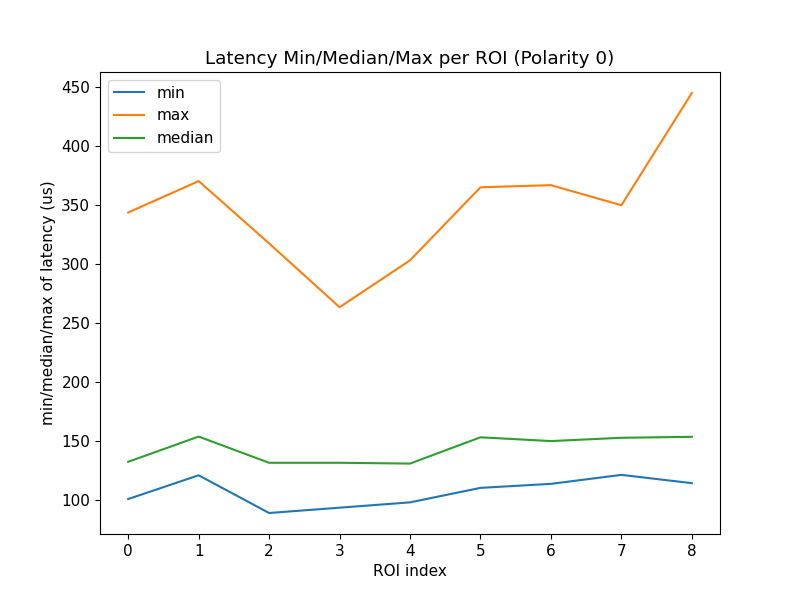 Latency Min/Median/Max per ROI (Polarity 0)
min
max
median
min/median/max of latency (us)
450
400
350
300
250
200
150
100
0 1 2 3 4 5 6 7 8
ROI index